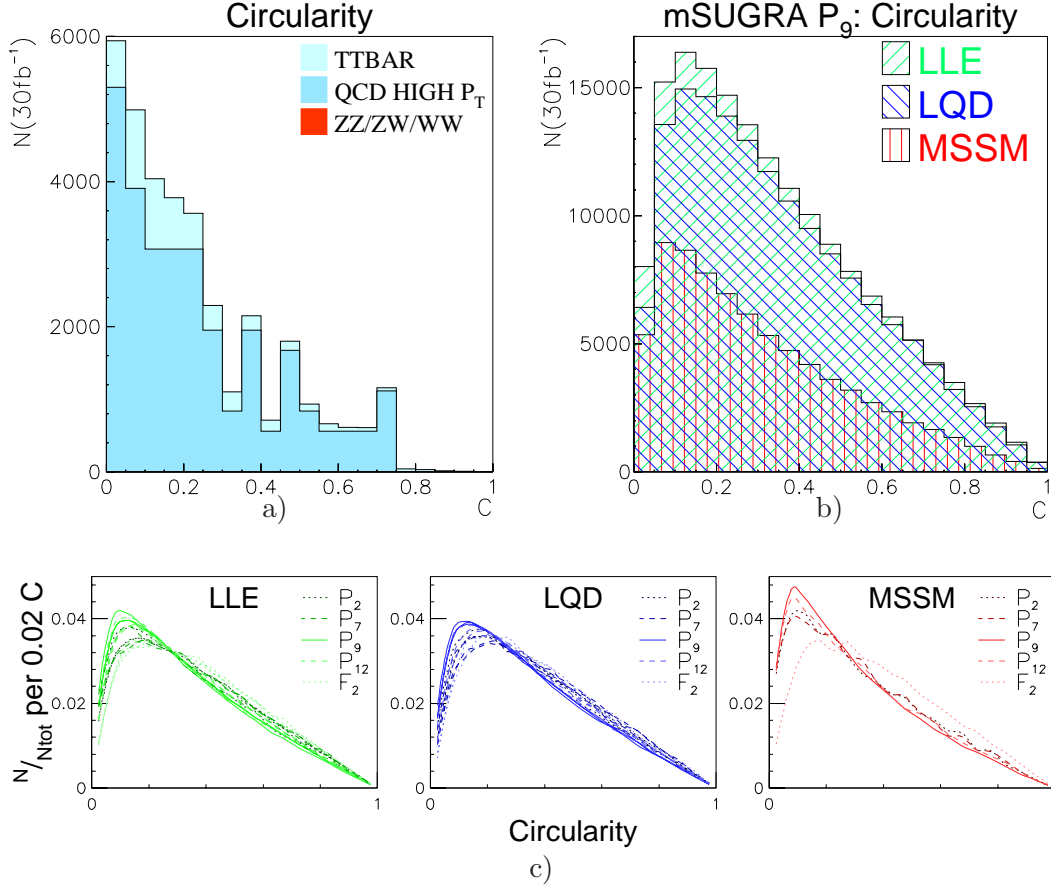 Circularity
N(30fb⁻¹)
6000
4000
2000
0
TTBAR
QCD HIGH P_T
ZZ/ZW/WW
0 0.2 0.4 0.6 0.8 1
C
a)
mSUGRA P₉: Circularity
N(30fb⁻¹)
15000
10000
5000
0
LLE
LQD
MSSM
0 0.2 0.4 0.6 0.8 1
C
b)
N/Ntot per 0.02 C
0.04
0.02
0
LLE
P₂
P₇
P₉
P₁₂
F₂
0 1
0.04
0.02
0
LQD
P₂
P₇
P₉
P₁₂
F₂
0 1
0.04
0.02
0
MSSM
P₂
P₇
P₉
P₁₂
F₂
0 1
Circularity
c)